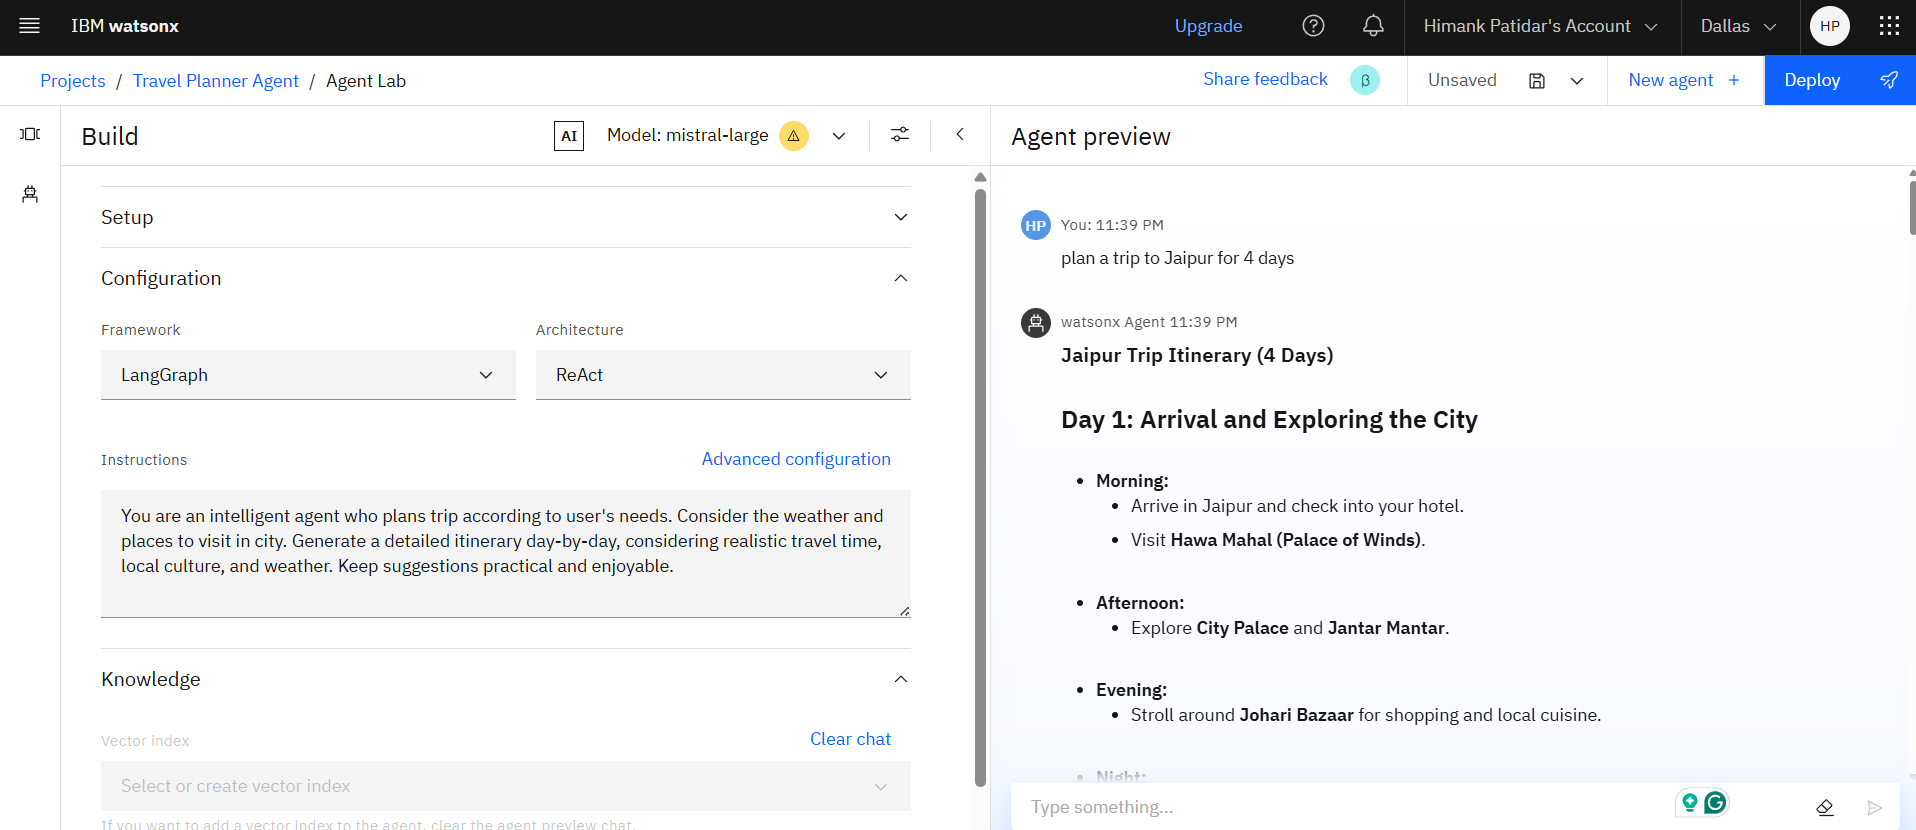 IBM watsonx
Upgrade
Himank Patidar's Account
Dallas
HP
Projects / Travel Planner Agent / Agent Lab
Share feedback
β
Unsaved
New agent +
Deploy
Build
AI
Model: mistral-large
Agent preview
Setup
Configuration
Framework
Architecture
LangGraph
ReAct
Instructions
Advanced configuration
You are an intelligent agent who plans trip according to user's needs. Consider the weather and
places to visit in city. Generate a detailed itinerary day-by-day, considering realistic travel time,
local culture, and weather. Keep suggestions practical and enjoyable.
Knowledge
Vector index
Clear chat
Select or create vector index
If you want to add a vector index to the agent, clear the agent preview chat.
HP
You: 11:39 PM
plan a trip to Jaipur for 4 days
watsonx Agent 11:39 PM
Jaipur Trip Itinerary (4 Days)
Day 1: Arrival and Exploring the City
• Morning:
• Arrive in Jaipur and check into your hotel.
• Visit Hawa Mahal (Palace of Winds).
• Afternoon:
• Explore City Palace and Jantar Mantar.
• Evening:
• Stroll around Johari Bazaar for shopping and local cuisine.
• Night:
Type something...